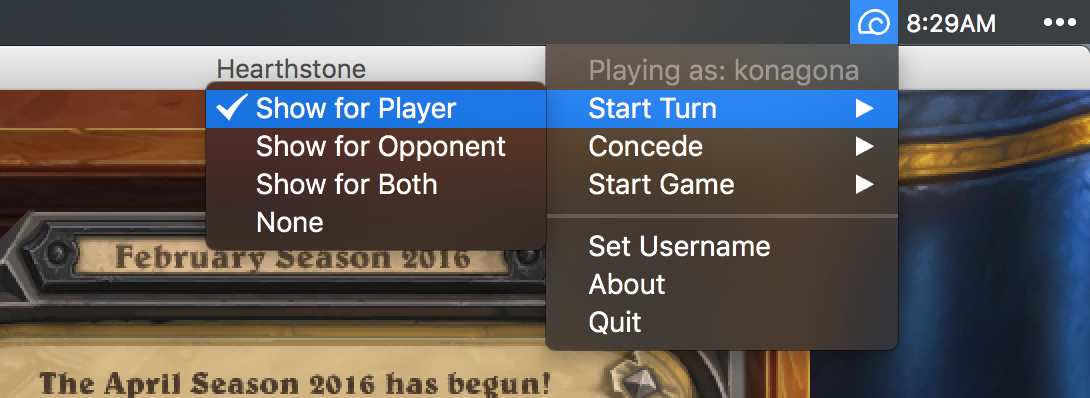 8:29AM
Hearthstone
Playing as: konagona
Show for Player
Start Turn
Show for Opponent
Concede
Show for Both
Start Game
None
Set Username
February Season 2016
About
Quit
The April Season 2016 has begun!